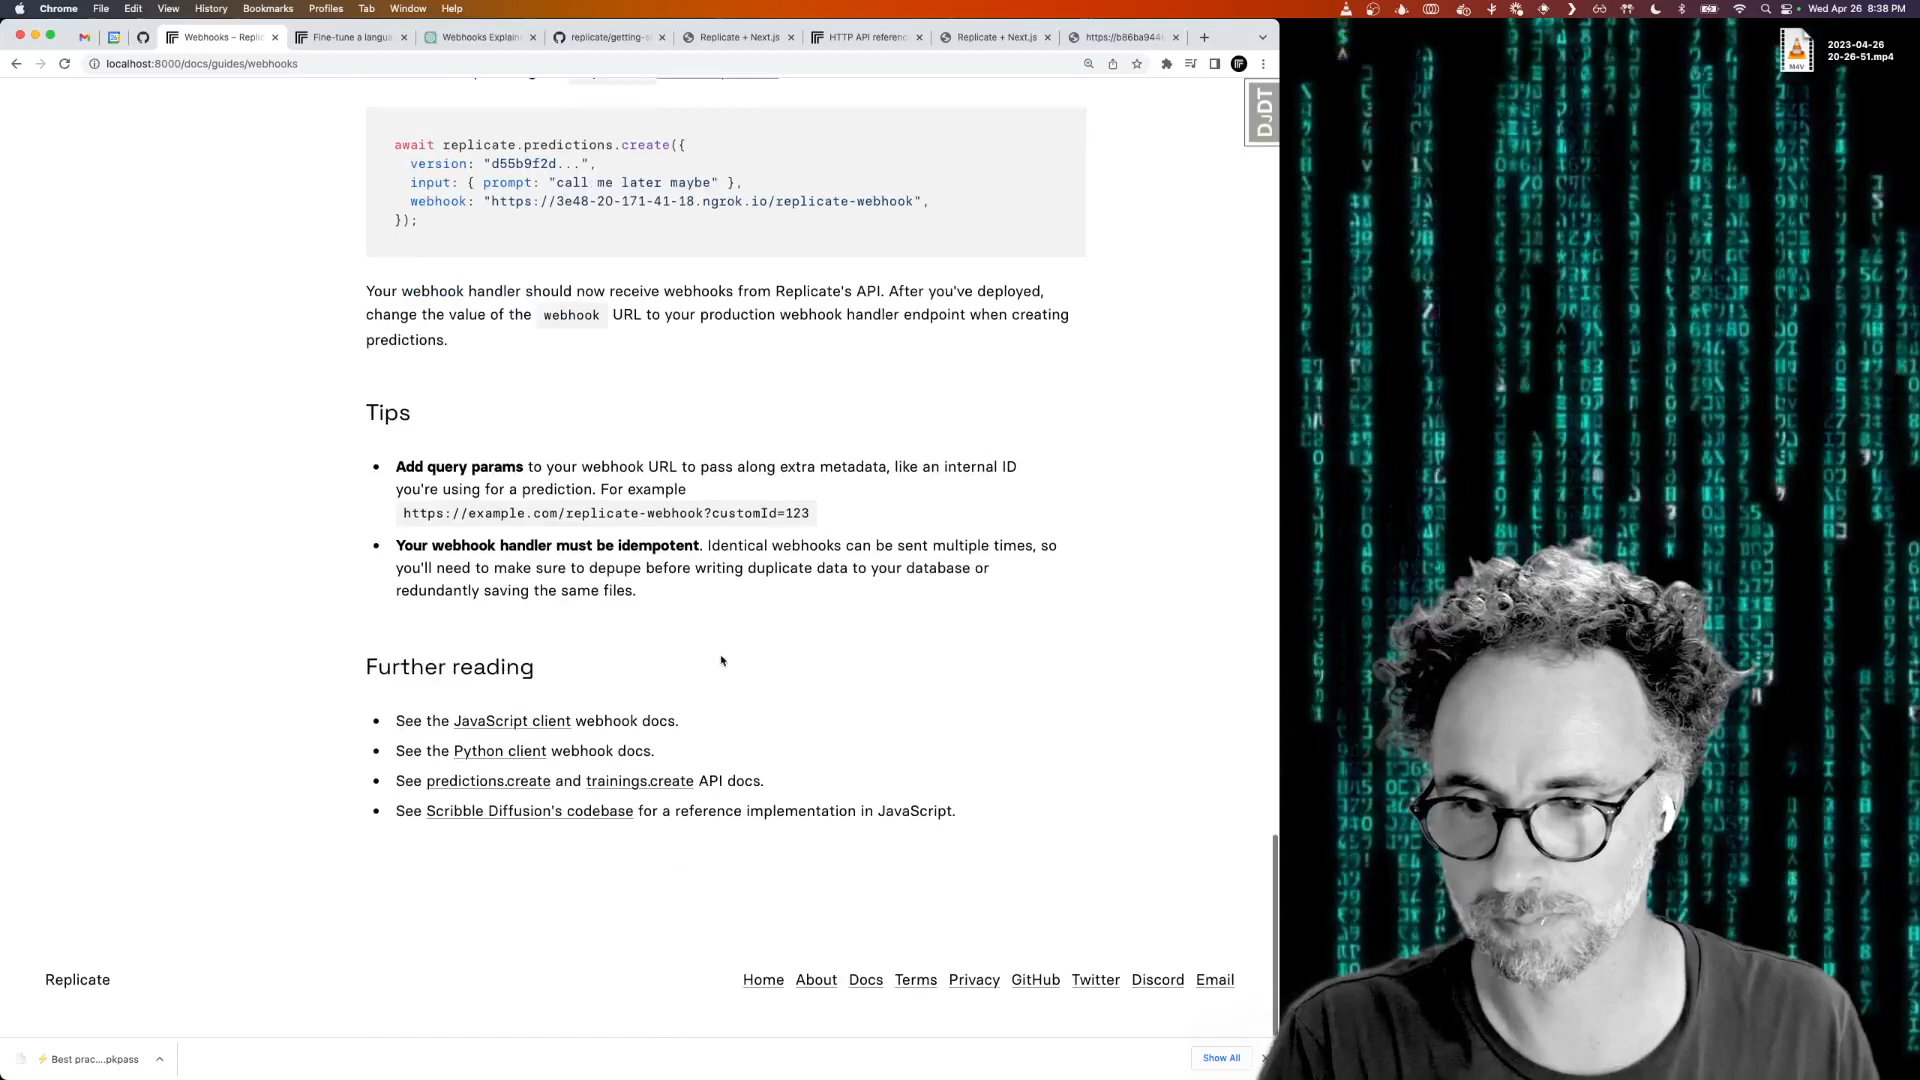 Chrome File Edit View History Bookmarks Profiles Tab Window Help
Wed Apr 26 8:38 PM
Webhooks – Replic
Fine-tune a langua
Webhooks Explain
replicate/getting-s
Replicate + Next.js
HTTP API referenc
Replicate + Next.js
https://b86ba944
localhost:8000/docs/guides/webhooks
DJDT
M4V
2023-04-26
20-26-51.mp4
await replicate.predictions.create({
version: "d55b9f2d...",
input: { prompt: "call me later maybe" },
webhook: "https://3e48-20-171-41-18.ngrok.io/replicate-webhook",
});
Your webhook handler should now receive webhooks from Replicate's API. After you've deployed,
change the value of the webhook URL to your production webhook handler endpoint when creating
predictions.
Tips
• Add query params to your webhook URL to pass along extra metadata, like an internal ID
you're using for a prediction. For example
https://example.com/replicate-webhook?customId=123
• Your webhook handler must be idempotent. Identical webhooks can be sent multiple times, so
you'll need to make sure to depupe before writing duplicate data to your database or
redundantly saving the same files.
Further reading
• See the JavaScript client webhook docs.
• See the Python client webhook docs.
• See predictions.create and trainings.create API docs.
• See Scribble Diffusion's codebase for a reference implementation in JavaScript.
Replicate
Home About Docs Terms Privacy GitHub Twitter Discord Email
⚡ Best prac....pkpass
Show All